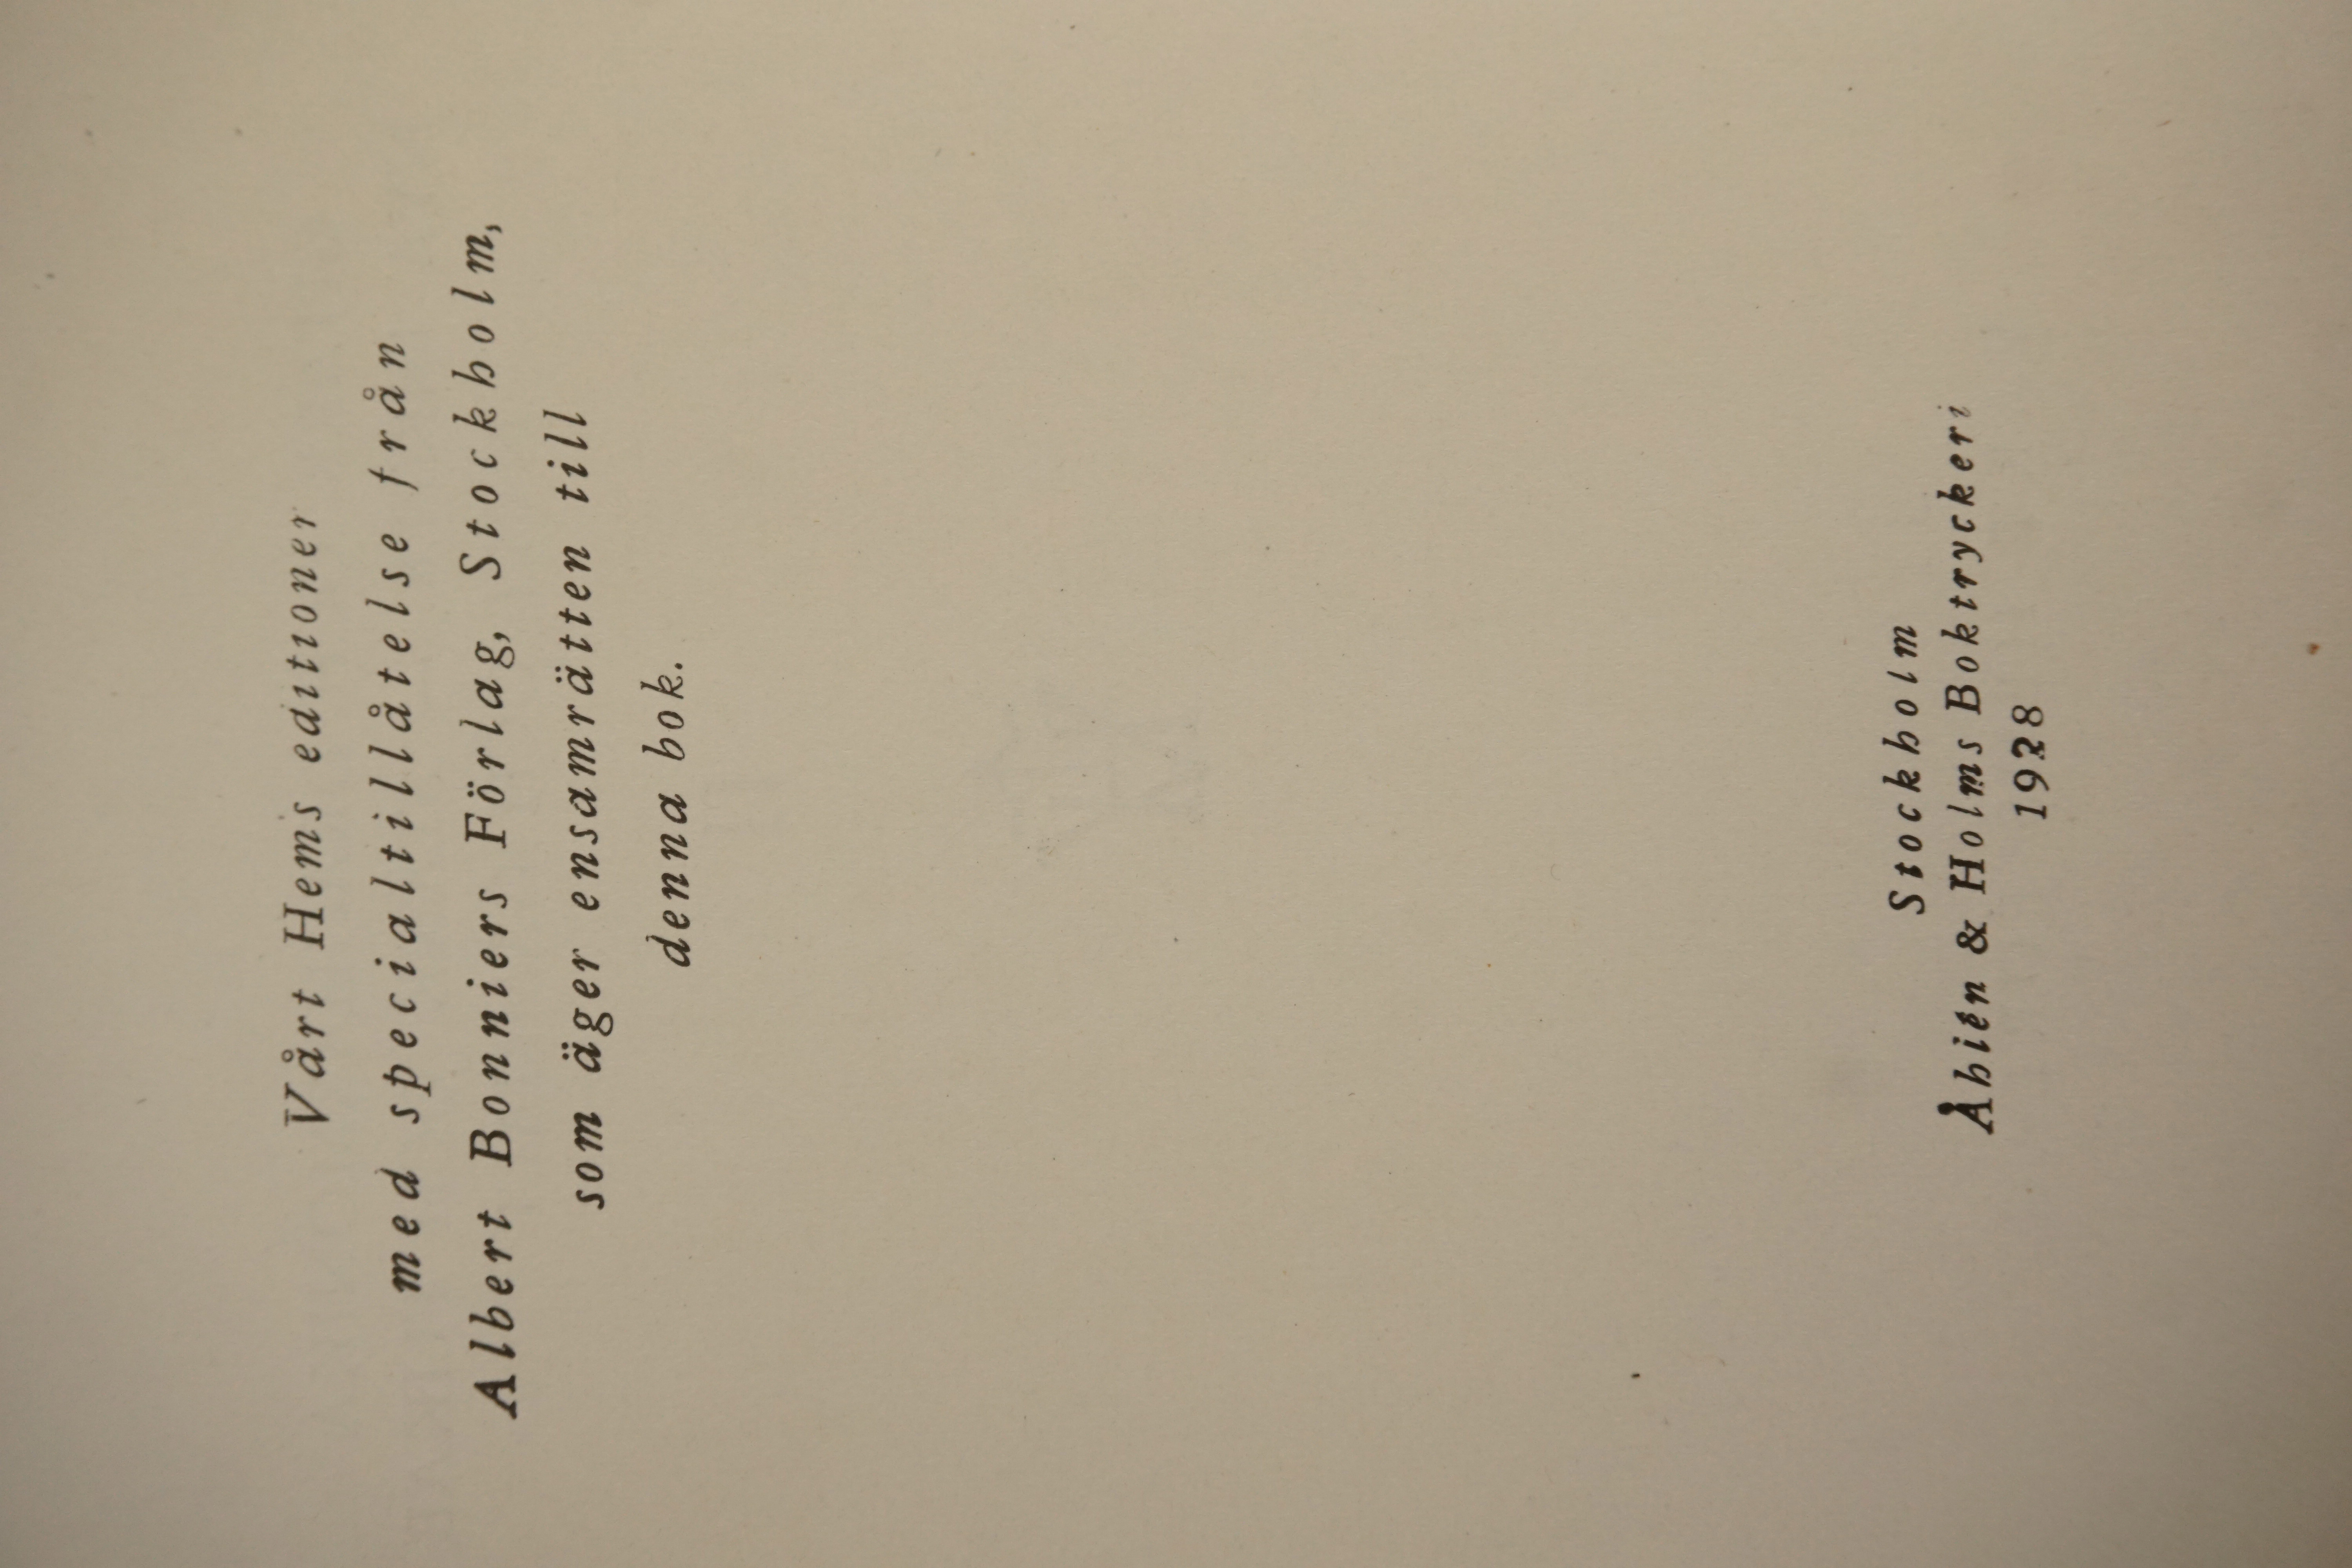 Vårt Hems editioner
med specialtillåtelse från
Albert Bonniers Förlag, Stockholm,
som äger ensamrätten till
denna bok.
Stockholm
Åhlén & Holms Boktryckeri
1928